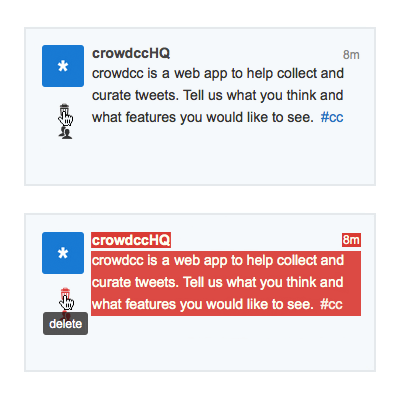 *
crowdccHQ 8m
crowdcc is a web app to help collect and
curate tweets. Tell us what you think and
what features you would like to see. #cc
*
crowdccHQ 8m
crowdcc is a web app to help collect and
curate tweets. Tell us what you think and
what features you would like to see. #cc
delete